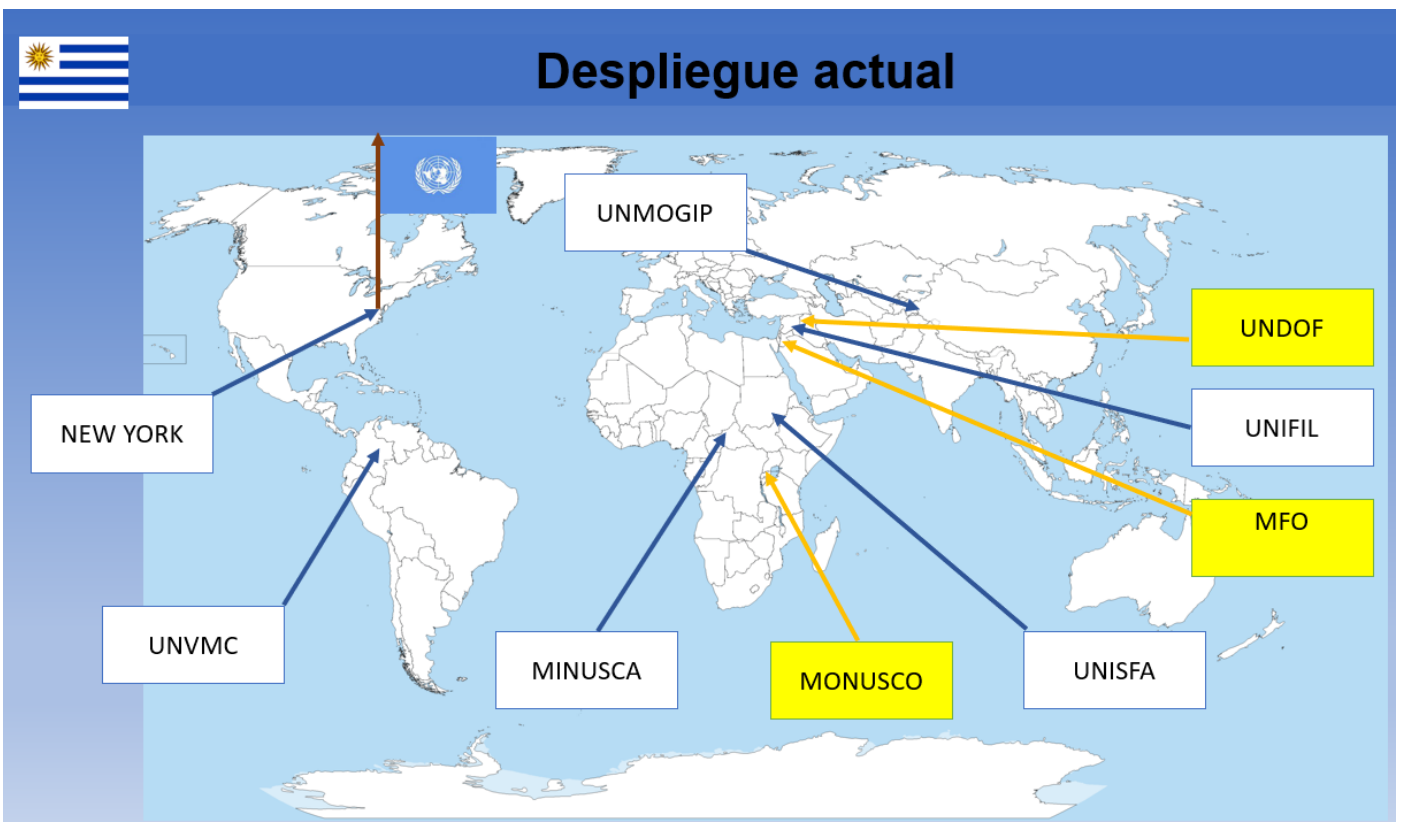 Despliegue actual
UNMOGIP
UNDOF
UNIFIL
NEW YORK
MFO
UNVMC
MINUSCA
MONUSCO
UNISFA